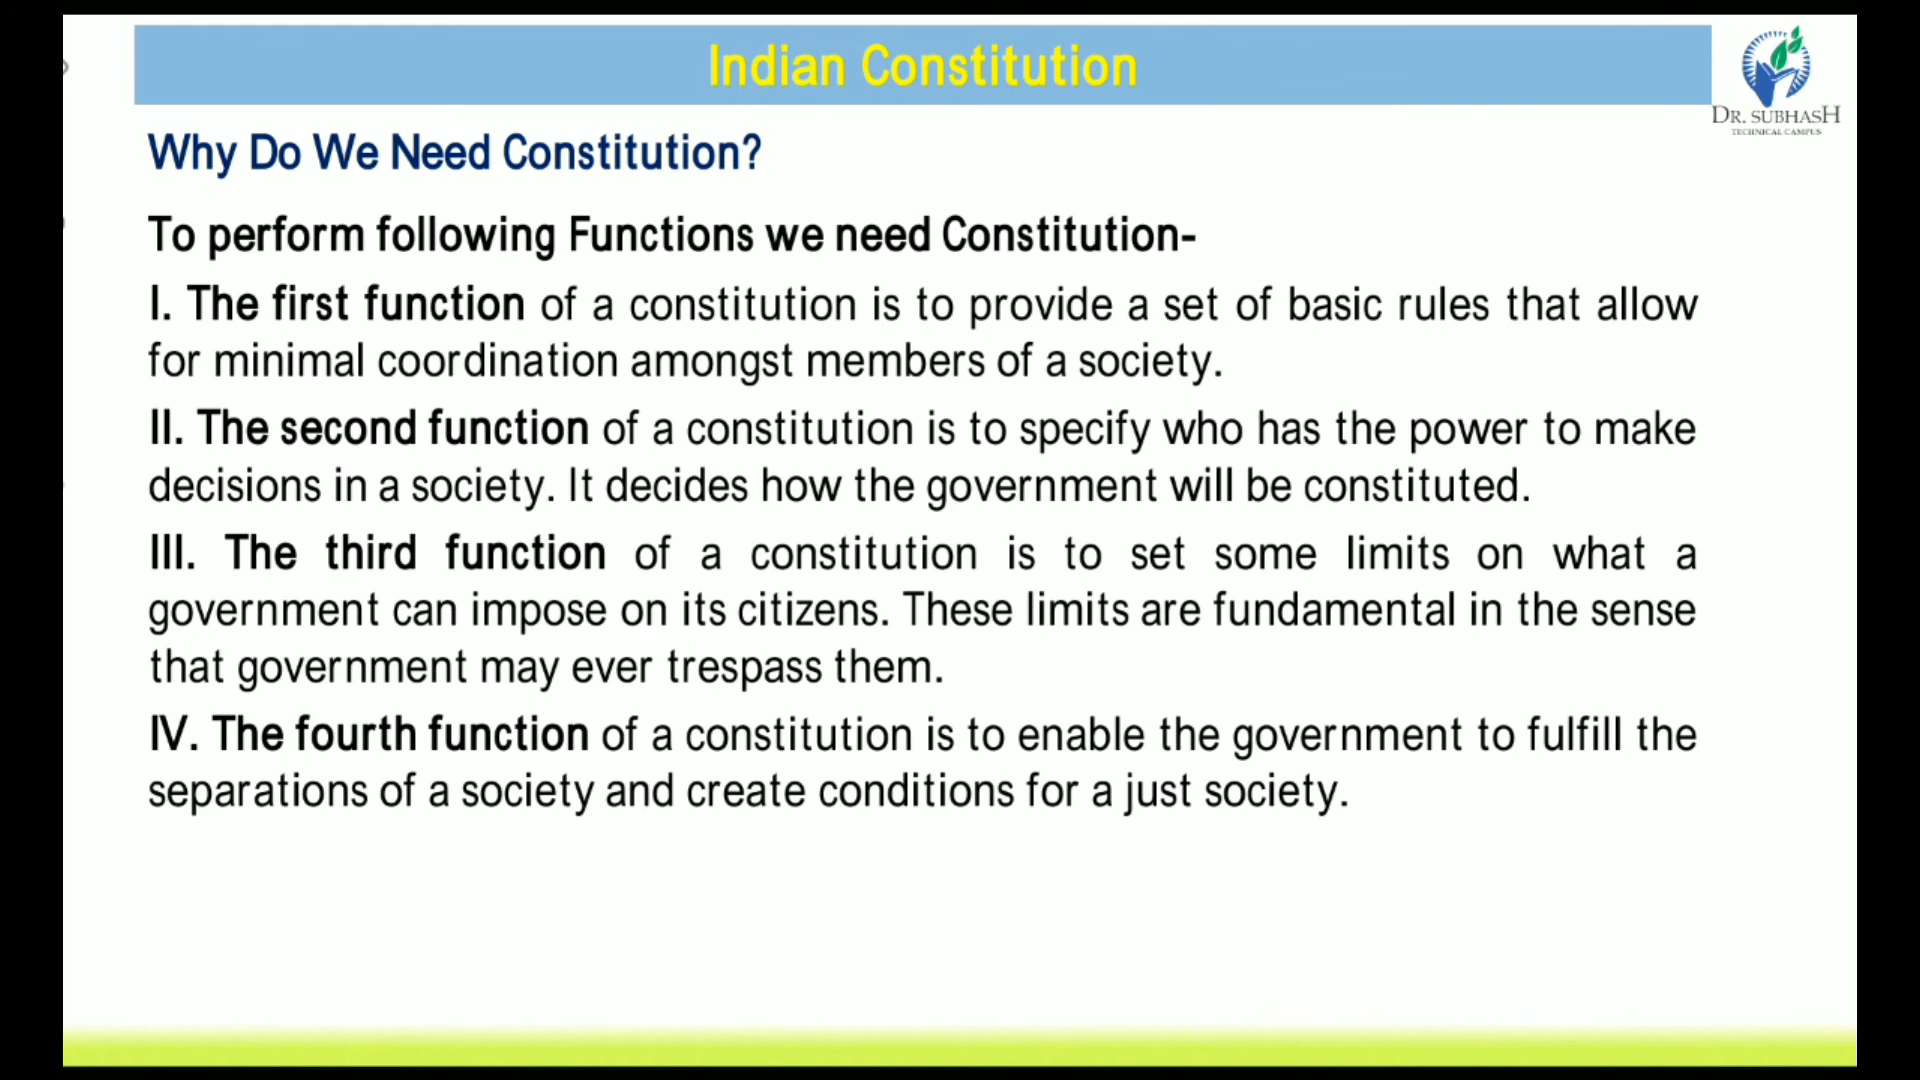 Indian Constitution
DR. SUBHASH
TECHNICAL CAMPUS
Why Do We Need Constitution?
To perform following Functions we need Constitution-
I. The first function of a constitution is to provide a set of basic rules that allow
for minimal coordination amongst members of a society.
II. The second function of a constitution is to specify who has the power to make
decisions in a society. It decides how the government will be constituted.
III. The third function of a constitution is to set some limits on what a
government can impose on its citizens. These limits are fundamental in the sense
that government may ever trespass them.
IV. The fourth function of a constitution is to enable the government to fulfill the
separations of a society and create conditions for a just society.